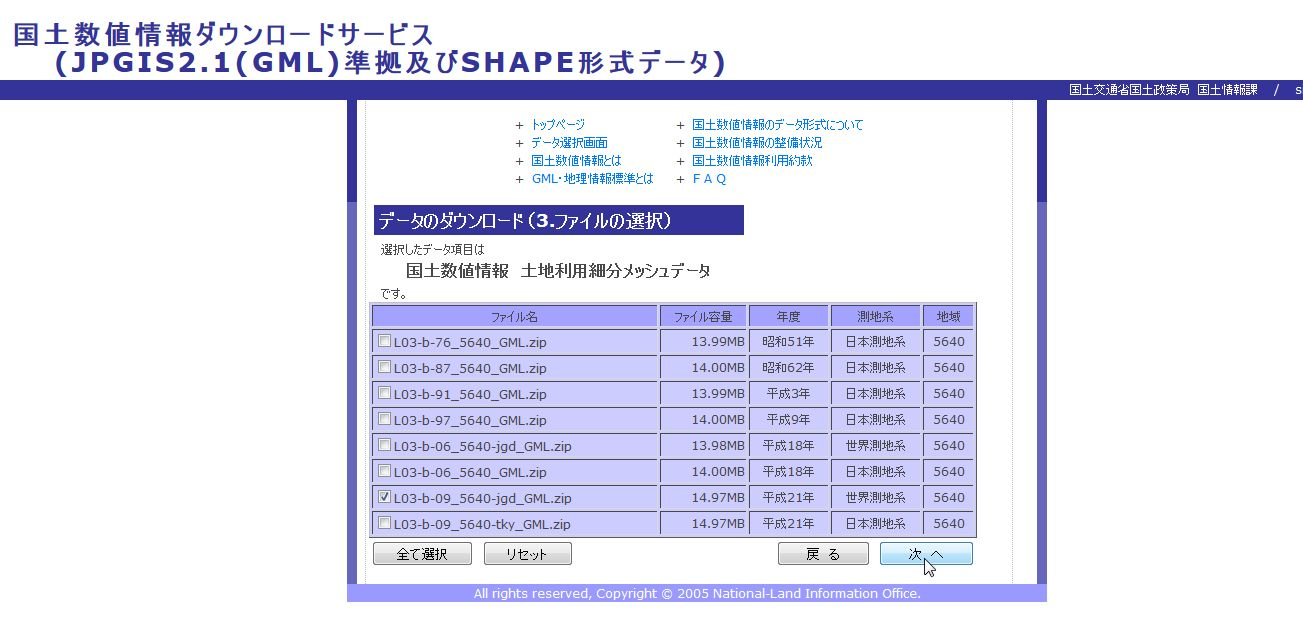 国土数値情報ダウンロードサービス
(JPGIS2.1(GML)準拠及びSHAPE形式データ)
国土交通省国土政策局 国土情報課 / s
+ トップページ + 国土数値情報のデータ形式について
+ データ選択画面 + 国土数値情報の整備状況
+ 国土数値情報とは + 国土数値情報利用約款
+ GML・地理情報標準とは + FAQ
データのダウンロード(3.ファイルの選択)
選択したデータ項目は
国土数値情報 土地利用細分メッシュデータ
です。
ファイル名 ファイル容量 年度 測地系 地域
L03-b-76_5640_GML.zip 13.99MB 昭和51年 日本測地系 5640
L03-b-87_5640_GML.zip 14.00MB 昭和62年 日本測地系 5640
L03-b-91_5640_GML.zip 13.99MB 平成3年 日本測地系 5640
L03-b-97_5640_GML.zip 14.00MB 平成9年 日本測地系 5640
L03-b-06_5640-jgd_GML.zip 13.98MB 平成18年 世界測地系 5640
L03-b-06_5640_GML.zip 14.00MB 平成18年 日本測地系 5640
L03-b-09_5640-jgd_GML.zip 14.97MB 平成21年 世界測地系 5640
L03-b-09_5640-tky_GML.zip 14.97MB 平成21年 日本測地系 5640
全て選択 リセット 戻 る 次 へ
All rights reserved, Copyright © 2005 National-Land Information Office.